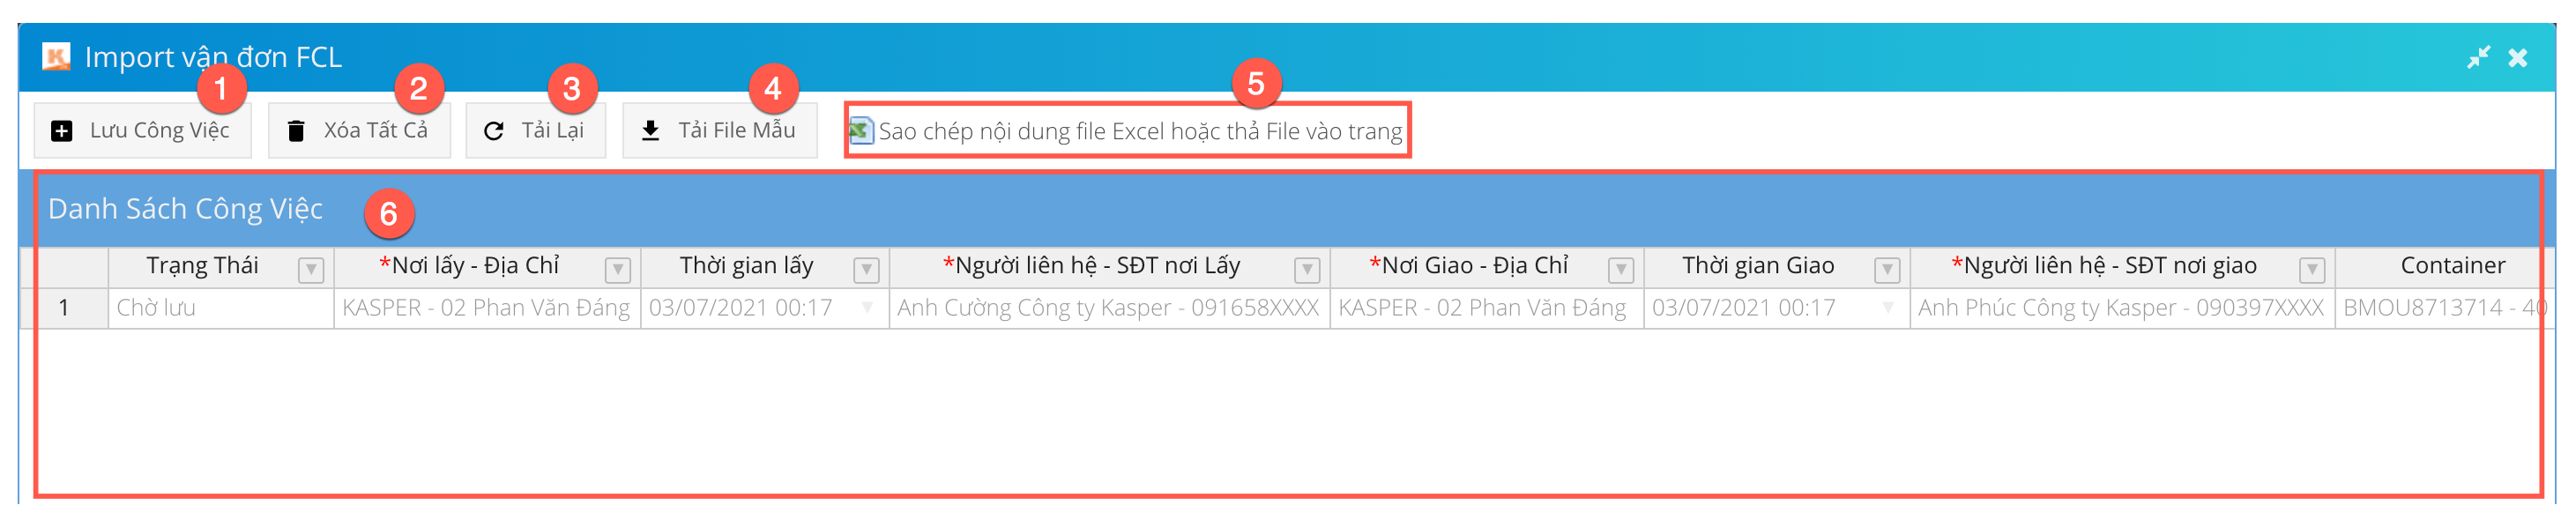 K Import vận đơn FCL
1 2 3 4 5
Lưu Công Việc Xóa Tất Cả Tải Lại Tải File Mẫu Sao chép nội dung file Excel hoặc thả File vào trang
Danh Sách Công Việc 6
Trạng Thái *Nơi lấy - Địa Chỉ Thời gian lấy *Người liên hệ - SĐT nơi Lấy *Nơi Giao - Địa Chỉ Thời gian Giao *Người liên hệ - SĐT nơi giao Container
1 Chờ lưu KASPER - 02 Phan Văn Đáng 03/07/2021 00:17 Anh Cường Công ty Kasper - 091658XXXX KASPER - 02 Phan Văn Đáng 03/07/2021 00:17 Anh Phúc Công ty Kasper - 090397XXXX BMOU8713714 - 40